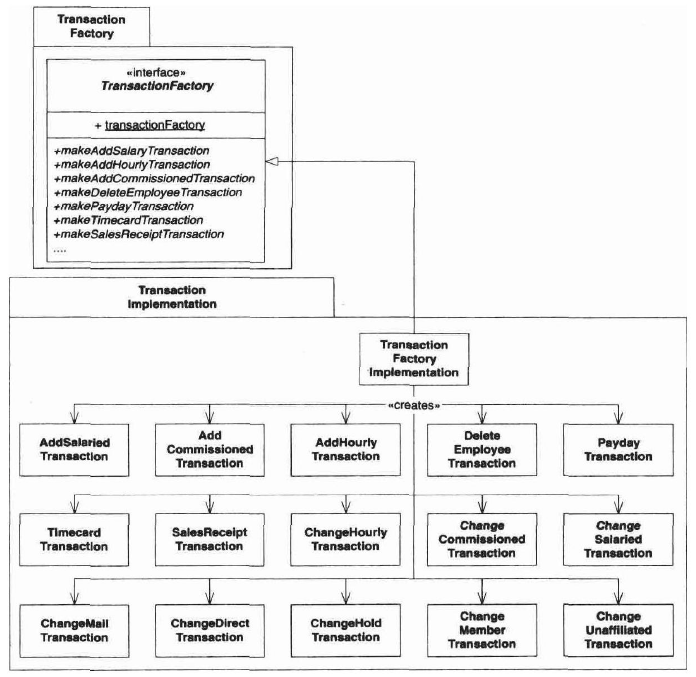 Transaction
Factory
«interface»
TransactionFactory
+ transactionFactory
+makeAddSalaryTransaction
+makeAddHourlyTransaction
+makeAddCommissionedTransaction
+makeDeleteEmployeeTransaction
+makePaydayTransaction
+makeTimecardTransaction
+makeSalesReceiptTransaction
....
Transaction
Implementation
Transaction
Factory
Implementation
«creates»
AddSalaried
Transaction
Add
Commissioned
Transaction
AddHourly
Transaction
Delete
Employee
Transaction
Payday
Transaction
Timecard
Transaction
SalesReceipt
Transaction
ChangeHourly
Transaction
Change
Commissioned
Transaction
Change
Salaried
Transaction
ChangeMail
Transaction
ChangeDirect
Transaction
ChangeHold
Transaction
Change
Member
Transaction
Change
Unaffiliated
Transaction